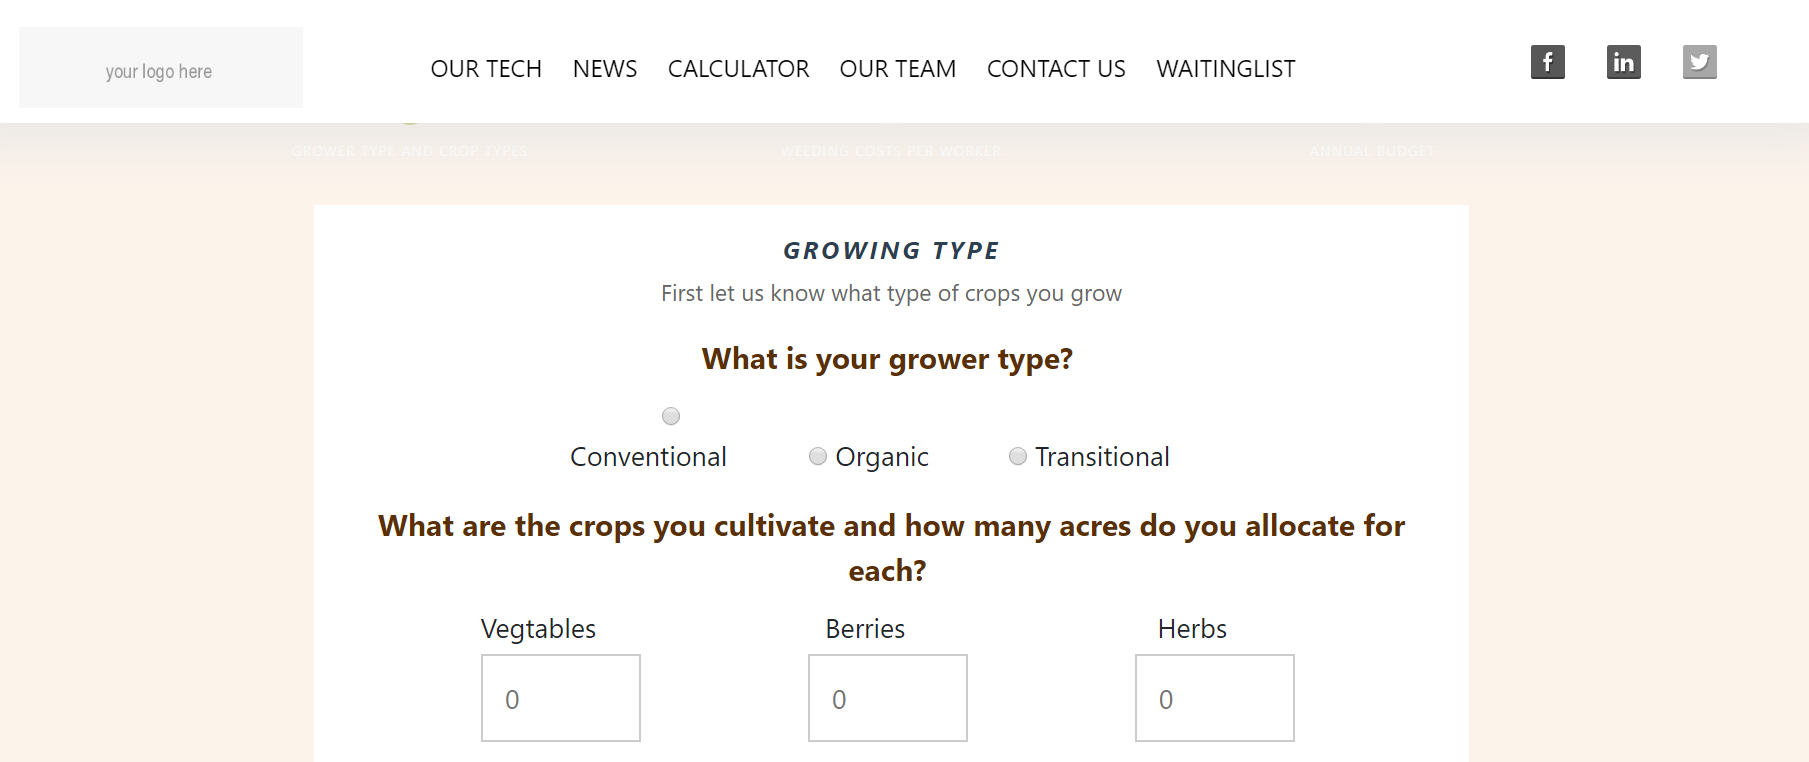 your logo here
OUR TECH NEWS CALCULATOR OUR TEAM CONTACT US WAITINGLIST
GROWER TYPE AND CROP TYPES WEEDING COSTS PER WORKER ANNUAL BUDGET
GROWING TYPE
First let us know what type of crops you grow
What is your grower type?
Conventional Organic Transitional
What are the crops you cultivate and how many acres do you allocate for
each?
Vegtables Berries Herbs
0 0 0